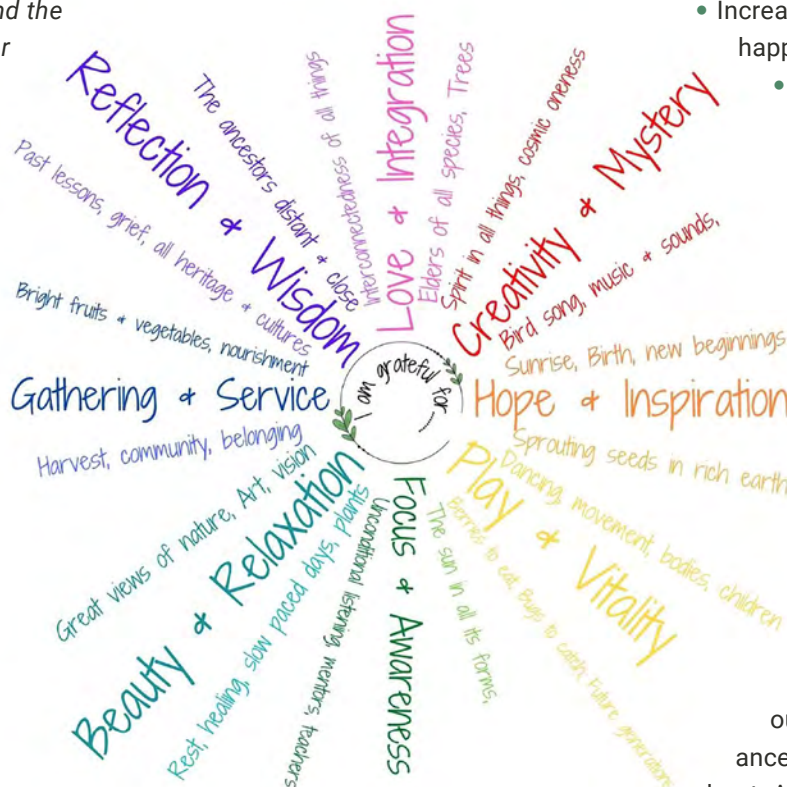 nd the
r
Increa
happ
Love & Integration
Elders of all species, Trees
Spirit in all things, cosmic oneness
Creativity & Mystery
Bird song, music & sounds,
Sunrise, Birth, new beginnings
Hope & Inspiration
Sprouting seeds in rich earth
Dancing, movement, bodies, children
Play & Vitality
Berries to eat, Bugs to catch, Future generations
The sun in all its forms,
Focus & Awareness
Unconditional listening, mentors, teachers
Rest, healing, slow paced days, plants
Beauty & Relaxation
Great views of nature, Art, vision
Harvest, community, belonging
Gathering & Service
Bright fruits & vegetables, nourishment
Past lessons, grief, all heritage & cultures
Reflection & Wisdom
The ancestors distant & close
Interconnectedness of all things
I am grateful for
ou
ance